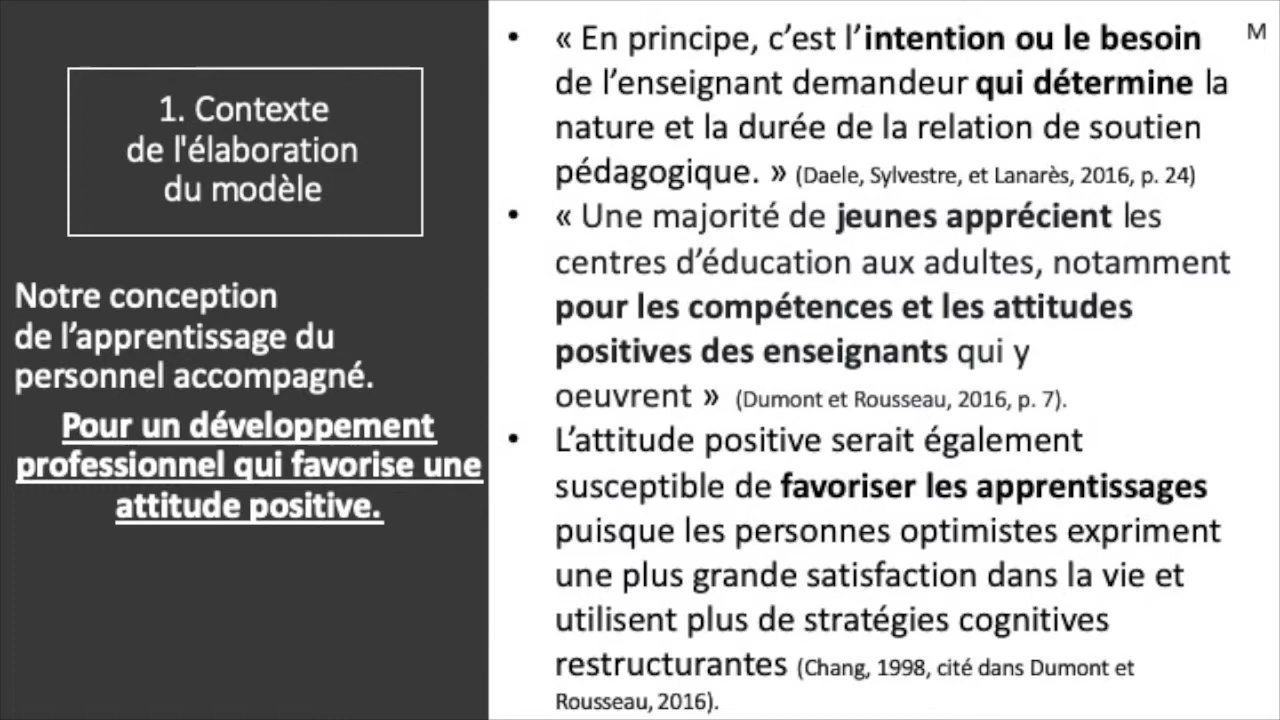 1. Contexte
de l'élaboration
du modèle
Notre conception
de l’apprentissage du
personnel accompagné.
Pour un développement
professionnel qui favorise une
attitude positive.
M
• « En principe, c’est l’intention ou le besoin
de l’enseignant demandeur qui détermine la
nature et la durée de la relation de soutien
pédagogique. » (Daele, Sylvestre, et Lanarès, 2016, p. 24)
• « Une majorité de jeunes apprécient les
centres d’éducation aux adultes, notamment
pour les compétences et les attitudes
positives des enseignants qui y
oeuvrent » (Dumont et Rousseau, 2016, p. 7).
• L’attitude positive serait également
susceptible de favoriser les apprentissages
puisque les personnes optimistes expriment
une plus grande satisfaction dans la vie et
utilisent plus de stratégies cognitives
restructurantes (Chang, 1998, cité dans Dumont et
Rousseau, 2016).